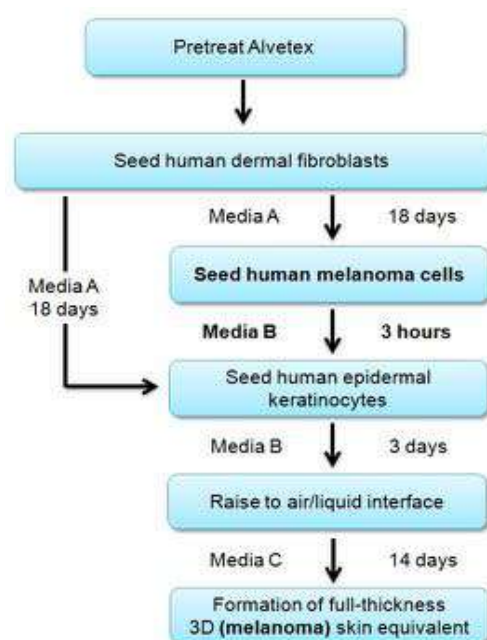 Pretreat Alvetex
Seed human dermal fibroblasts
Media A 18 days
Seed human melanoma cells
Media A
18 days
Media B 3 hours
Seed human epidermal
keratinocytes
Media B 3 days
Raise to air/liquid interface
Media C 14 days
Formation of full-thickness
3D (melanoma) skin equivalent